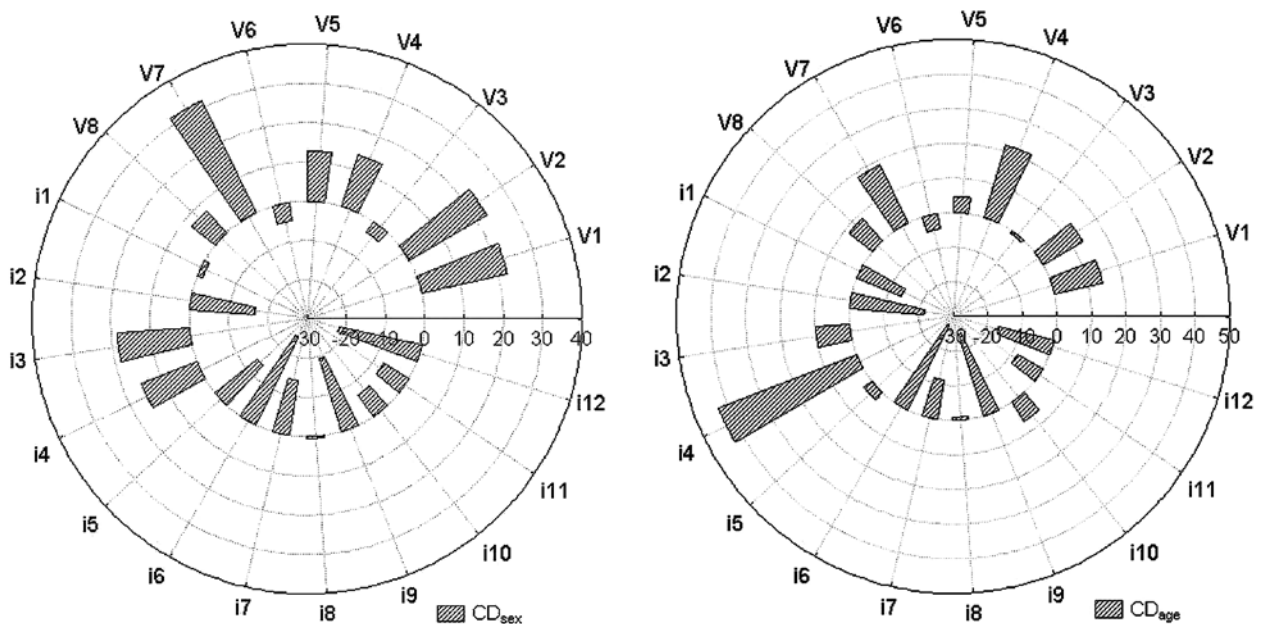 V5
V6
V4
V7
V3
V8
V2
i1
V1
i2
-30 -20 -10 0 10 20 30 40
i3
i12
i4
i11
i5
i10
i6
i9
i7
i8
CDsex
V5
V6
V4
V7
V3
V8
V2
i1
V1
i2
-30 -20 -10 0 10 20 30 40 50
i3
i12
i4
i11
i5
i10
i6
i9
i7
i8
CDage